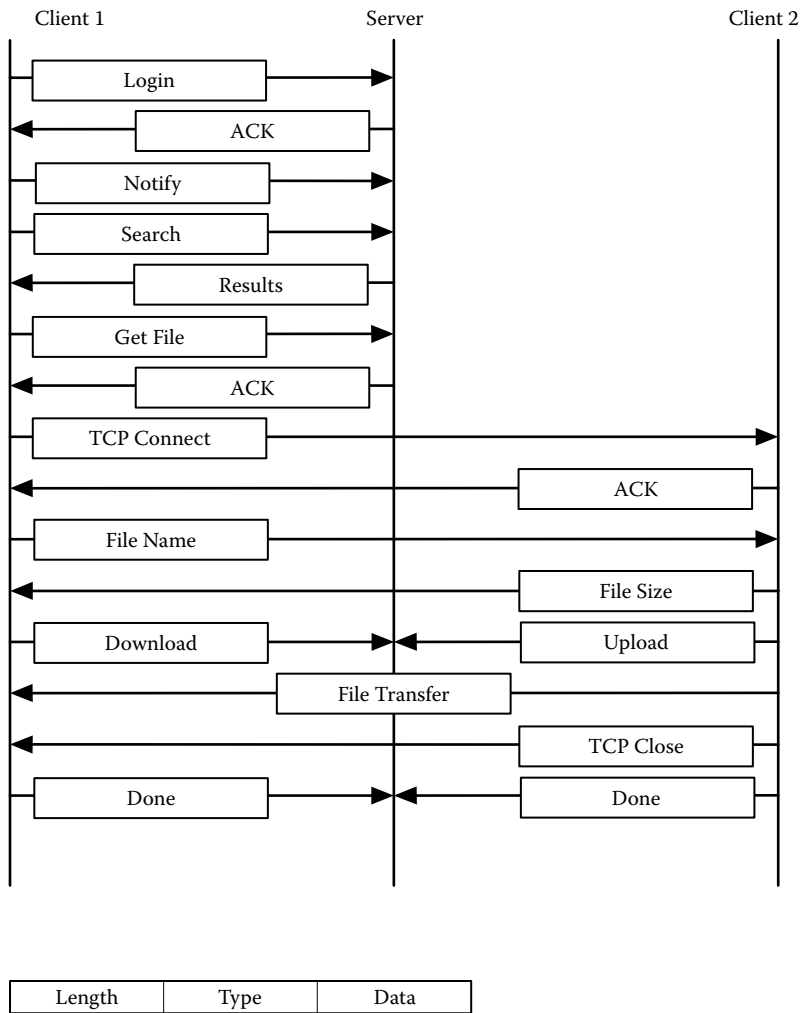 Client 1 Server Client 2
Login
ACK
Notify
Search
Results
Get File
ACK
TCP Connect
ACK
File Name
File Size
Download Upload
File Transfer
TCP Close
Done Done
Length Type Data